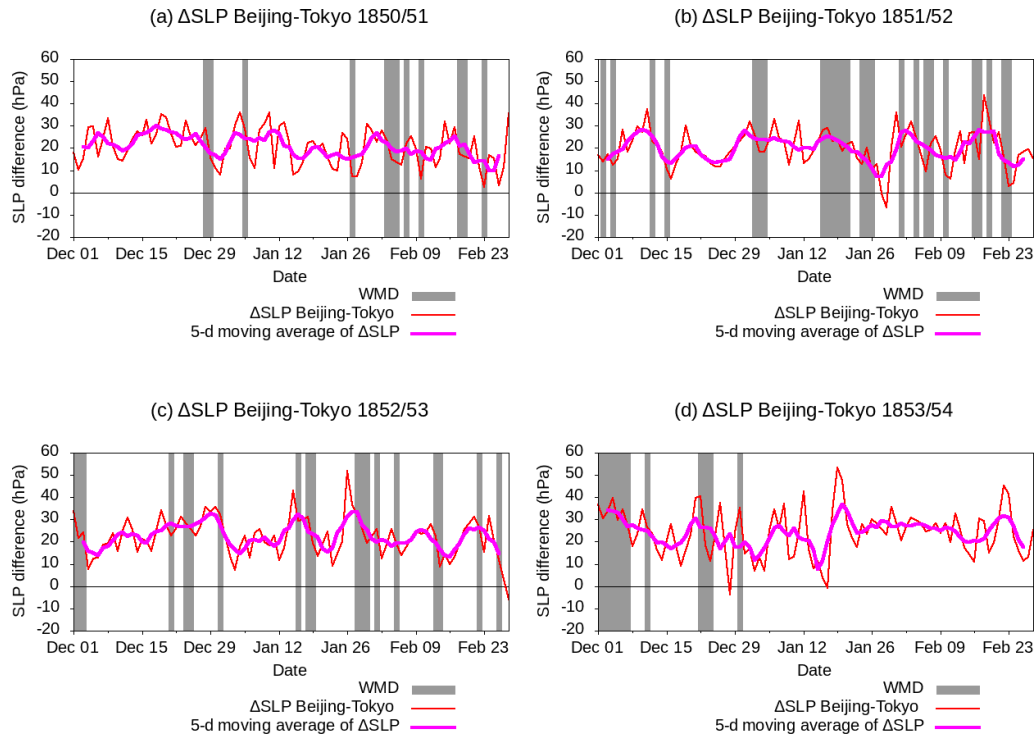 (a) ΔSLP Beijing-Tokyo 1850/51
SLP difference (hPa)
60
50
40
30
20
10
0
-10
-20
Dec 01 Dec 15 Dec 29 Jan 12 Jan 26 Feb 09 Feb 23
Date
WMD
ΔSLP Beijing-Tokyo
5-d moving average of ΔSLP
(b) ΔSLP Beijing-Tokyo 1851/52
SLP difference (hPa)
60
50
40
30
20
10
0
-10
-20
Dec 01 Dec 15 Dec 29 Jan 12 Jan 26 Feb 09 Feb 23
Date
WMD
ΔSLP Beijing-Tokyo
5-d moving average of ΔSLP
(c) ΔSLP Beijing-Tokyo 1852/53
SLP difference (hPa)
60
50
40
30
20
10
0
-10
-20
Dec 01 Dec 15 Dec 29 Jan 12 Jan 26 Feb 09 Feb 23
Date
WMD
ΔSLP Beijing-Tokyo
5-d moving average of ΔSLP
(d) ΔSLP Beijing-Tokyo 1853/54
SLP difference (hPa)
60
50
40
30
20
10
0
-10
-20
Dec 01 Dec 15 Dec 29 Jan 12 Jan 26 Feb 09 Feb 23
Date
WMD
ΔSLP Beijing-Tokyo
5-d moving average of ΔSLP